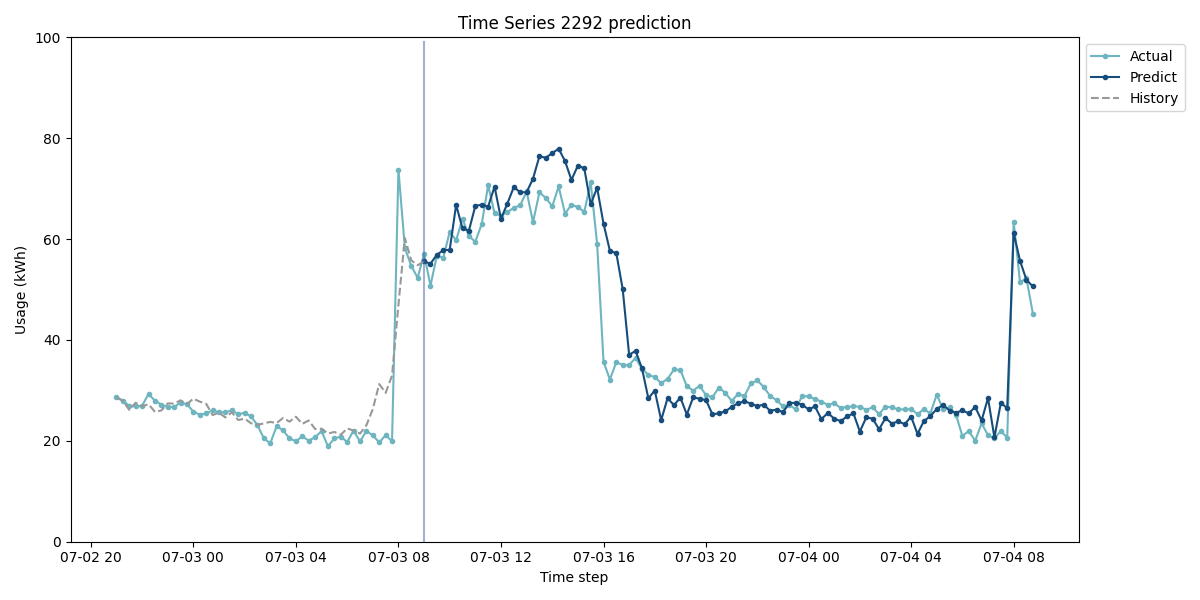 Time Series 2292 prediction
100
80
60
40
20
0
Usage (kWh)
07-02 20
07-03 00
07-03 04
07-03 08
07-03 12
07-03 16
07-03 20
07-04 00
07-04 04
07-04 08
Time step
Actual
Predict
History